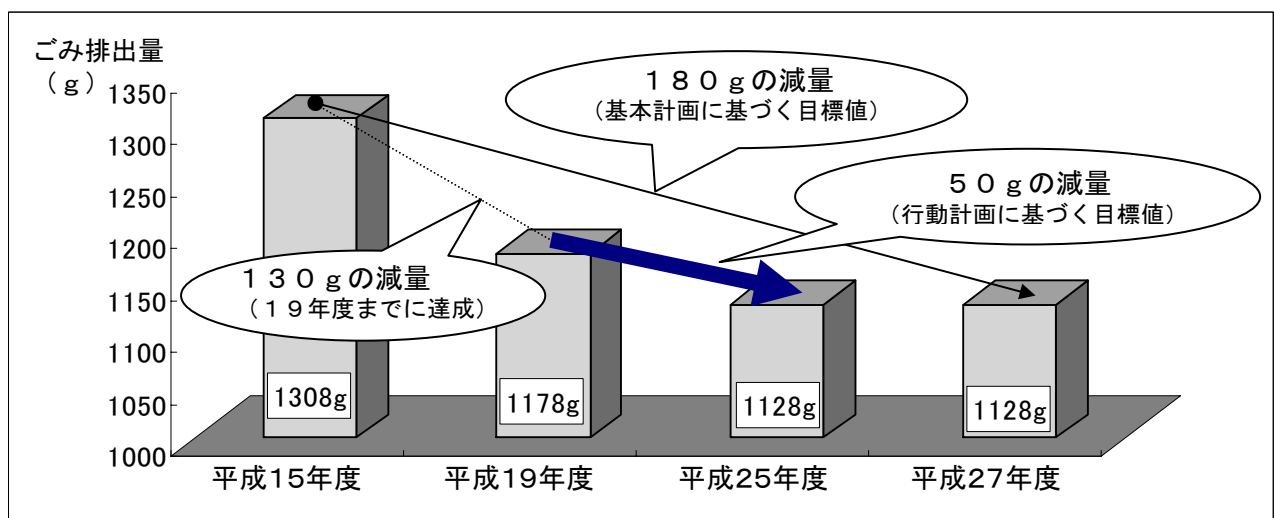 ごみ排出量
（ｇ）
1350
1300
1250
1200
1150
1100
1050
1000
１８０ｇの減量
（基本計画に基づく目標値）
５０ｇの減量
（行動計画に基づく目標値）
１３０ｇの減量
（１９年度までに達成）
1308g
1178g
1128g
1128g
平成15年度
平成19年度
平成25年度
平成27年度